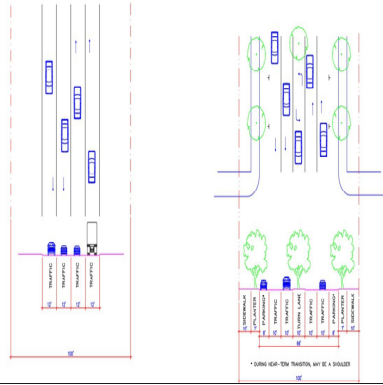 TRAFFIC
TRAFFIC
TRAFFIC
TRAFFIC
100'
SIDEWALK
PLANTER
PARKING*
TRAFFIC
TRAFFIC
TURN LANE
TRAFFIC
TRAFFIC
PARKING*
PLANTER
SIDEWALK
* DURING NEAR-TERM TRANSITION, MAY BE A SHOULDER
100'